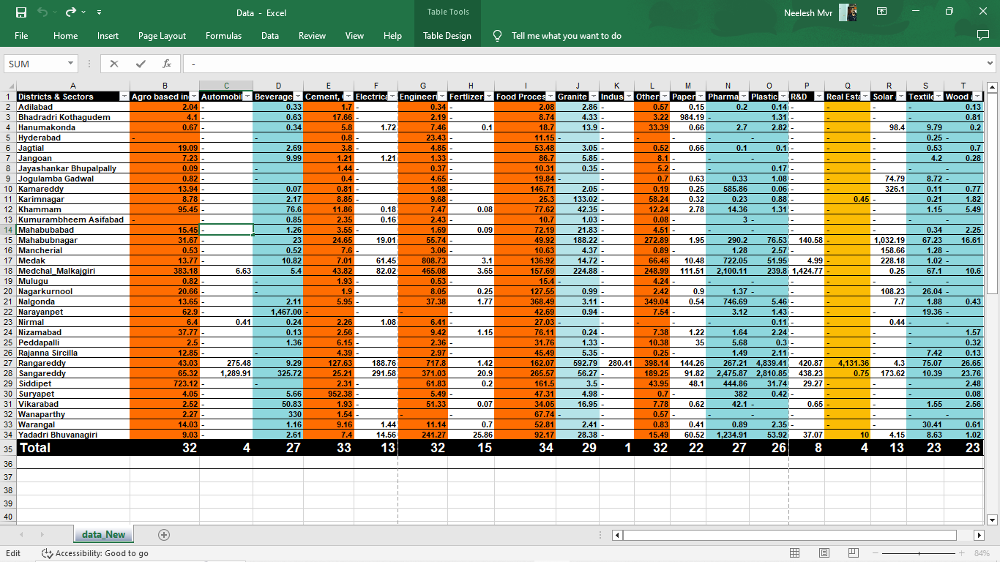 Data - Excel
Table Tools
Neelesh Mvr
File Home Insert Page Layout Formulas Data Review View Help Table Design Tell me what you want to do
SUM fx -
A B C D E F G H I J K L M N O P Q R S T
1 Districts & Sectors Agro based in Automobil Beverage Cement, Electrica Engineeri Fertlizer Food Proces Granite Indus Other Paper Pharma Plastic R&D Real Esta Solar Textile Wood
2 Adilabad 2.04 - 0.33 1.7 - 0.34 - 2.08 2.86 - 0.57 0.15 0.2 0.14 - - - - 0.13
3 Bhadradri Kothagudem 4.1 - 0.63 17.66 - 2.19 - 8.74 4.33 - 3.22 984.19 - 1.31 - - - - 0.81
4 Hanumakonda 0.67 - 0.34 5.8 1.72 7.46 0.1 18.7 13.9 - 33.39 0.66 2.7 2.82 - - 98.4 9.79 0.2
5 Hyderabad - - - 0.8 - 23.43 - 11.15 - - - - - - - - - 0.25 -
6 Jagtial 19.09 - 2.69 3.8 - 4.85 - 53.48 3.05 - 0.52 0.66 0.1 0.1 - - - 0.53 0.7
7 Jangoan 7.23 - 9.99 1.21 1.21 1.33 - 86.7 5.85 - 8.1 - - - - - - 4.2 0.28
8 Jayashankar Bhupalpally 0.09 - - 1.44 - 0.37 - 10.31 0.35 - 5.2 - - 0.17 - - - - -
9 Jogulamba Gadwal 0.82 - - 0.4 - 4.65 - 19.84 - - 0.7 0.63 0.33 1.08 - - 74.79 8.72 -
10 Kamareddy 13.94 - 0.07 0.81 - 1.98 - 146.71 2.05 - 0.19 0.25 585.86 0.06 - - 326.1 0.11 0.77
11 Karimnagar 8.78 - 2.17 8.85 - 9.68 - 25.3 133.02 - 58.24 0.32 0.23 0.88 - 0.45 - 0.21 1.82
12 Khammam 95.45 - 76.6 11.86 0.18 7.47 0.08 77.62 42.35 - 12.24 2.78 14.36 1.31 - - - 1.15 5.49
13 Kumurambheem Asifabad - - 0.85 2.35 0.16 2.43 - 10.7 1.03 - 0.08 - 3 - - - - - -
14 Mahabubabad 15.45 - 1.26 3.55 - 1.69 0.09 72.19 21.83 - 4.51 - - - - - - 0.34 2.25
15 Mahabubnagar 31.67 - 23 24.65 19.01 55.74 - 49.92 188.22 - 272.89 1.95 290.2 76.53 140.58 - 1,032.19 67.23 16.61
16 Mancherial 0.53 - 0.52 7.6 - 3.06 - 10.63 4.37 - 0.89 - 1.28 2.57 - - 158.66 1.28 -
17 Medak 13.77 - 10.82 7.01 61.45 808.73 3.1 136.92 14.72 - 66.46 10.48 722.05 51.95 4.99 - 228.18 1.02 -
18 Medchal_Malkajgiri 383.18 6.63 5.4 43.82 82.02 465.08 3.65 157.69 224.88 - 248.99 111.51 2,100.11 239.8 1,424.77 - 0.25 67.1 10.6
19 Mulugu 0.82 - - 1.93 - 0.53 - 15.4 - - 4.24 - - - - - - - -
20 Nagarkurnool 20.66 - - 1.9 - 8.05 0.25 127.55 0.99 - 2.42 0.9 1.37 - - - 108.23 26.04 -
21 Nalgonda 13.65 - 2.11 5.95 - 37.38 1.77 368.49 3.11 - 349.04 0.54 746.69 5.46 - - 7.7 1.88 0.43
22 Narayanpet 62.9 - 1,467.00 - - - - 42.69 0.94 - 7.54 - 3.12 1.43 - - - 19.36 -
23 Nirmal 6.4 0.41 0.24 2.26 1.08 6.41 - 27.03 - - - - - 0.11 - - 0.44 - -
24 Nizamabad 37.77 - 0.13 2.56 - 9.42 1.15 76.11 0.24 - 7.38 1.22 1.64 2.24 - - - - 1.57
25 Peddapalli 2.5 - 1.36 6.15 - 2.36 - 31.76 1.33 - 10.38 35 5.68 0.3 - - - - 0.32
26 Rajanna Sircilla 12.85 - - 4.39 - 2.97 - 45.49 5.35 - 0.25 - 1.49 2.11 - - - 7.42 0.13
27 Rangareddy 43.03 275.48 9.29 127.63 188.76 717.8 1.42 162.07 592.79 280.41 398.14 144.26 267.21 4,839.41 420.87 4,131.36 4.3 75.07 26.65
28 Sangareddy 65.32 1,289.91 325.72 25.21 291.58 371.03 20.9 265.57 56.27 - 189.25 91.82 2,475.87 2,810.85 438.23 0.75 173.62 10.39 23.76
29 Siddipet 723.12 - - 2.31 - 61.83 0.2 161.5 3.5 - 43.95 48.1 444.86 31.74 29.27 - - - 2.48
30 Suryapet 4.05 - 5.66 952.38 - 5.49 - 47.31 4.98 - 0.7 - 382 0.42 - - - - 0.08
31 Vikarabad 2.52 - 50.83 1.93 - 51.33 0.07 34.05 16.95 - 7.78 0.62 42.1 - 0.65 - - 1.55 2.56
32 Wanaparthy 2.27 - 330 1.54 - - - 67.74 - - 0.57 - - - - - - - -
33 Warangal 14.03 - 1.16 9.16 1.44 11.14 0.7 52.81 2.41 - 0.83 0.41 0.89 2.35 - - - 30.41 0.61
34 Yadadri Bhuvanagiri 9.03 - 2.61 7.4 14.56 241.27 25.86 92.17 28.38 - 15.49 60.52 1,234.91 53.92 37.07 10 4.15 8.63 1.02
35 Total 32 4 27 33 13 32 15 34 29 1 32 22 27 26 8 4 13 23 23
36
37
38
39
40
data_New
Edit Accessibility: Good to go 84%